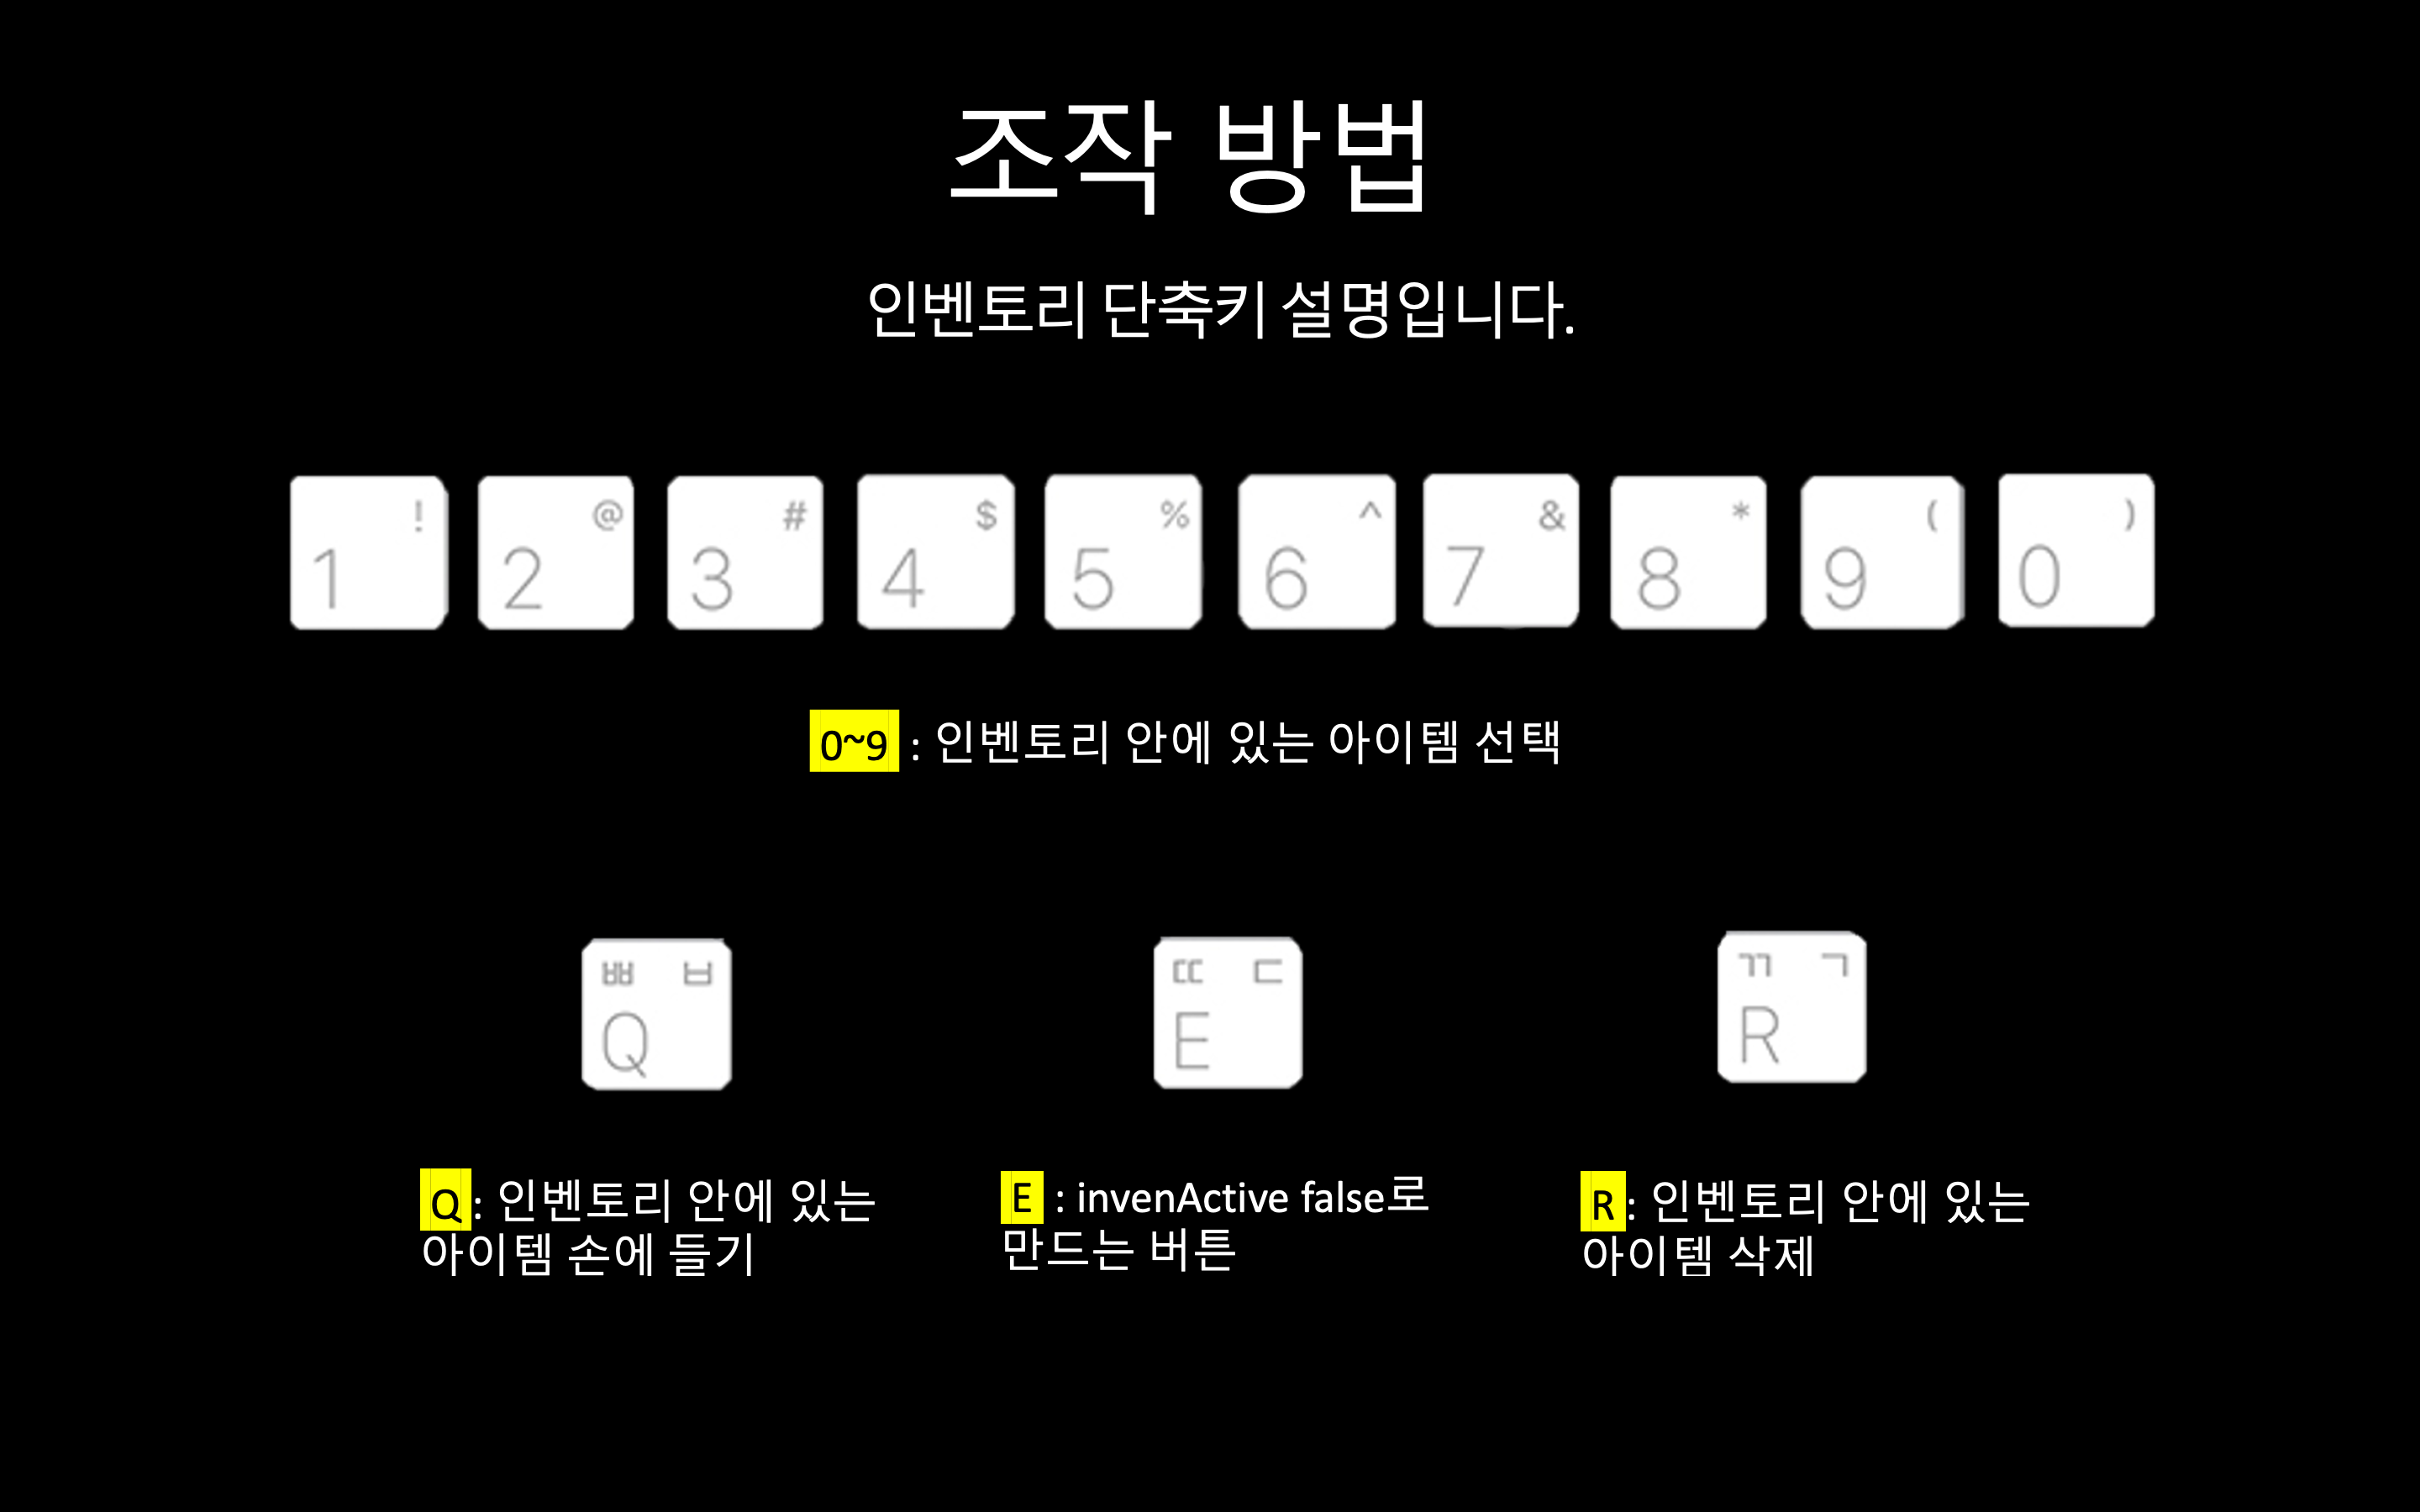 조작 방법
인벤토리 단축기 설명입니다.
! @ # $ % ^ & * ( )
1 2 3 4 5 6 7 8 9 0
0~9 : 인벤토리 안에 있는 아이템 선택
ㅃ ㅂ ㄸ ㄷ ㄲ ㄱ
Q E R
Q : 인벤토리 안에 있는
아이템 손에 들기
E : invenActive false로
만드는 버튼
R : 인벤토리 안에 있는
아이템 삭제